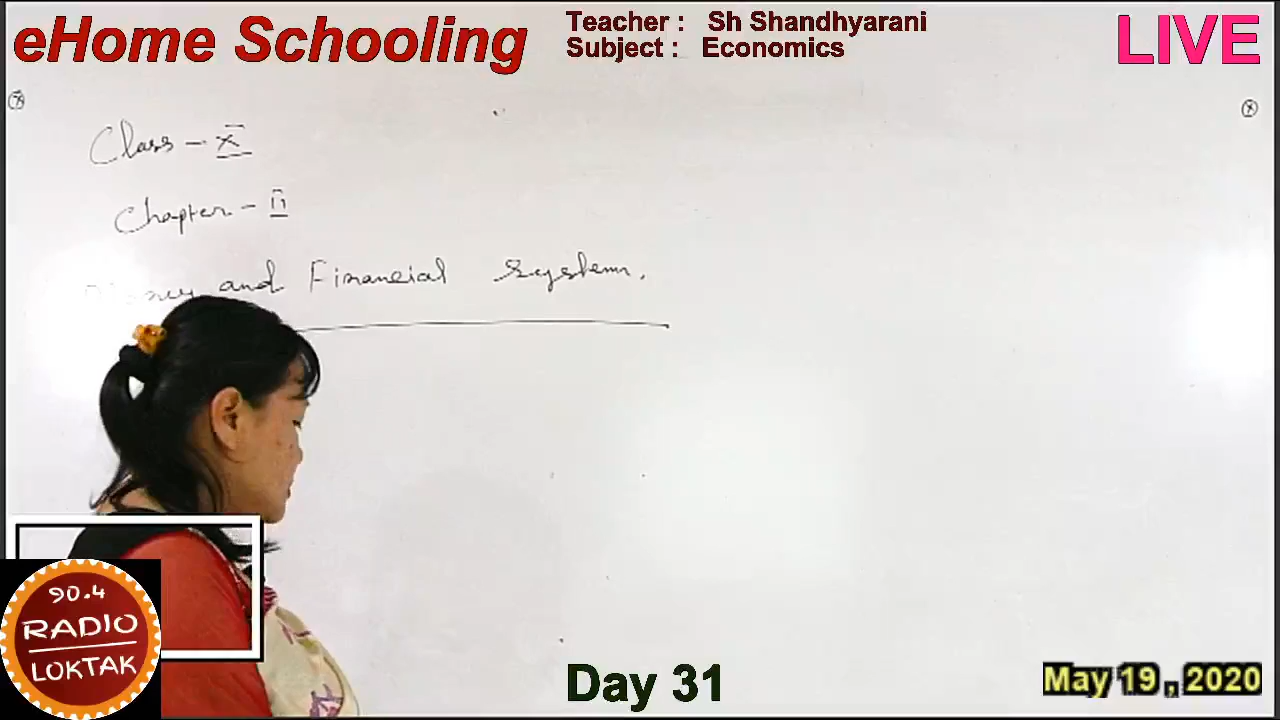 eHome Schooling
Teacher : Sh Shandhyarani
Subject : Economics
LIVE
Class - X
Chapter - II
Money and Financial System.
90.4
RADIO
LOKTAK
Day 31
May 19 , 2020